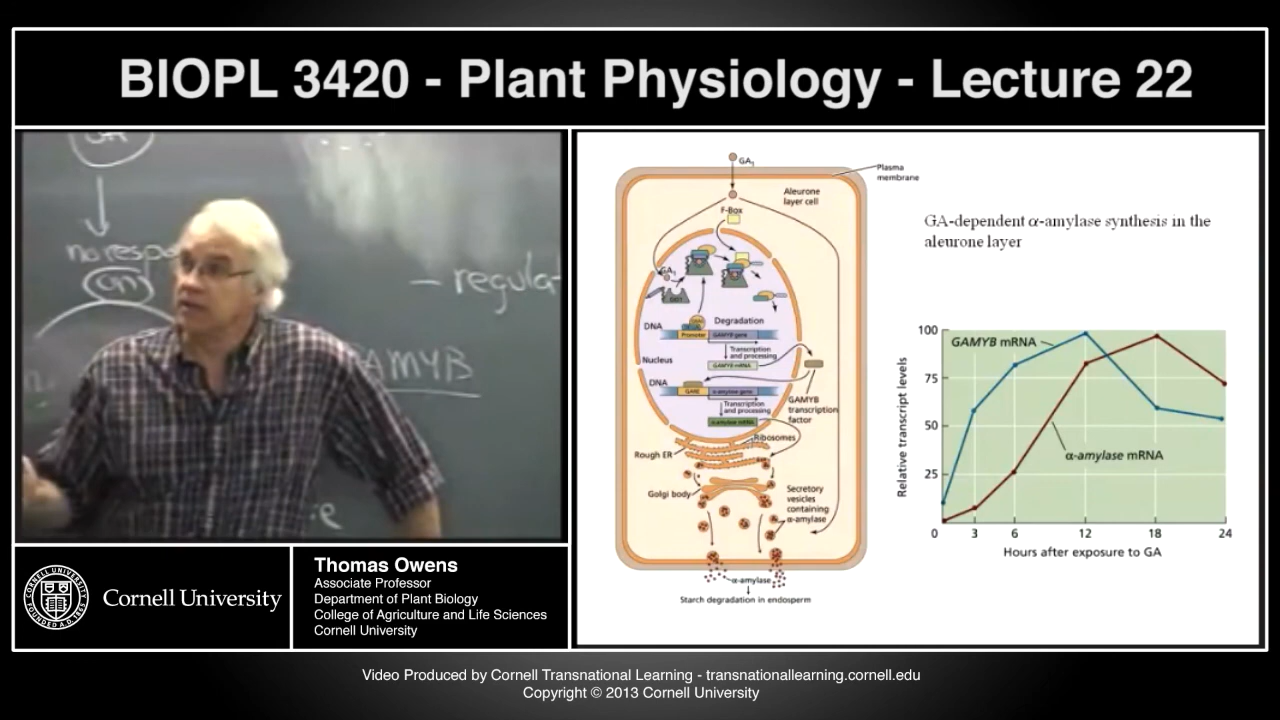 BIOPL 3420 - Plant Physiology - Lecture 22
GA
no respo
GA
- regula
GAMYB
Thomas Owens
Associate Professor
Department of Plant Biology
College of Agriculture and Life Sciences
Cornell University
Cornell University
GA₁
Plasma
membrane
Aleurone
layer cell
F-Box
GA₁
GID1
DNA
Degradation
Promoter
GAMYB gene
Transcription
and processing
Nucleus
GAMYB mRNA
DNA
GARE
α-amylase gene
Transcription
and processing
GAMYB
transcription
factor
α-amylase mRNA
Ribosomes
Rough ER
Golgi body
Secretory
vesicles
containing
α-amylase
α-amylase
Starch degradation in endosperm
GA-dependent α-amylase synthesis in the
aleurone layer
100
75
50
25
0 3 6 12 18 24
GAMYB mRNA
α-amylase mRNA
Relative transcript levels
Hours after exposure to GA
Video Produced by Cornell Transnational Learning - transnationallearning.cornell.edu
Copyright © 2013 Cornell University